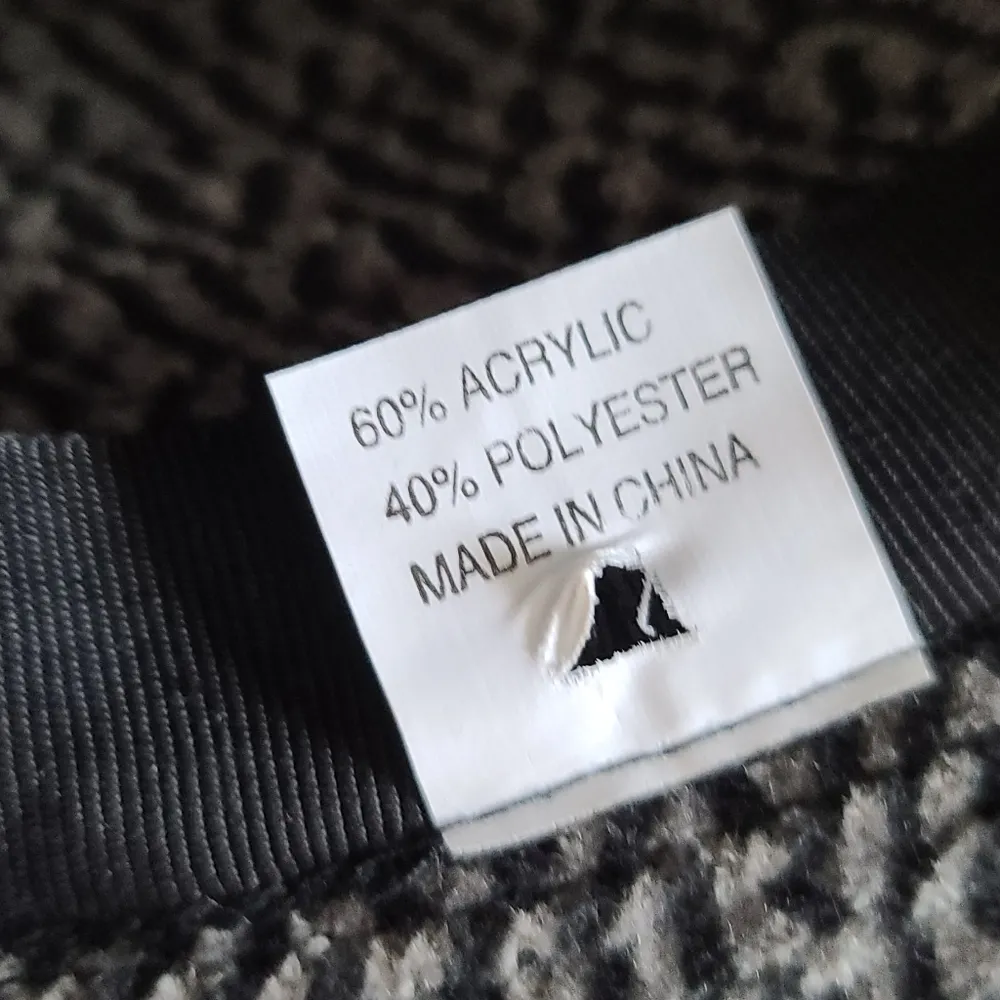 60% ACRYLIC
40% POLYESTER
MADE IN CHINA